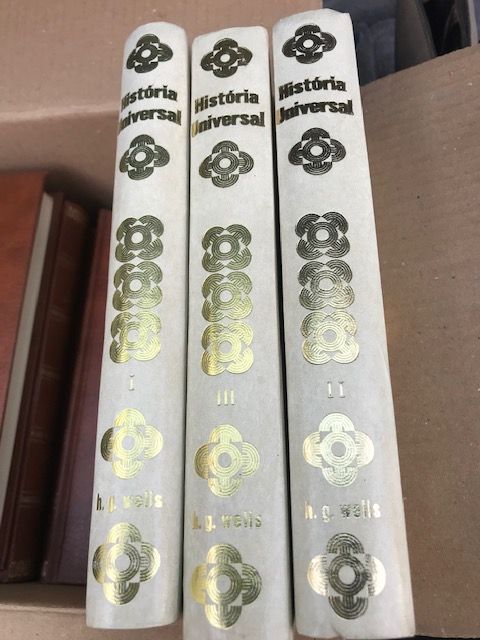 História
Universal
I
h. g. wells
História
Universal
III
h. g. wells
História
Universal
II
h. g. wells